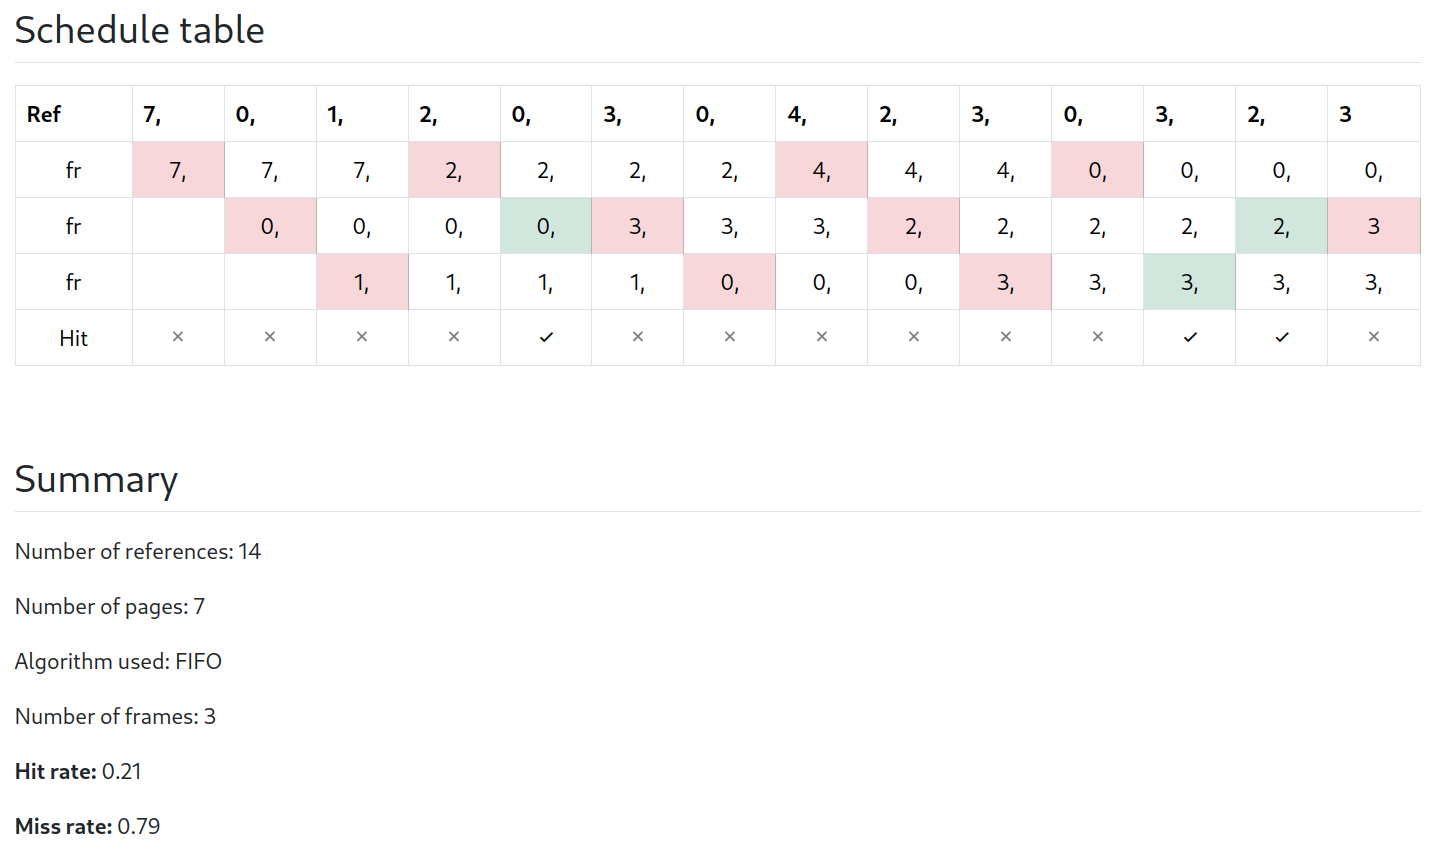 Schedule table
Ref 7, 0, 1, 2, 0, 3, 0, 4, 2, 3, 0, 3, 2, 3
fr 7, 7, 7, 2, 2, 2, 2, 4, 4, 4, 0, 0, 0, 0,
fr 0, 0, 0, 0, 3, 3, 3, 2, 2, 2, 2, 2, 3
fr 1, 1, 1, 1, 0, 0, 0, 3, 3, 3, 3, 3,
Hit × × × × ✓ × × × × × × ✓ ✓ ×
Summary
Number of references: 14
Number of pages: 7
Algorithm used: FIFO
Number of frames: 3
Hit rate: 0.21
Miss rate: 0.79